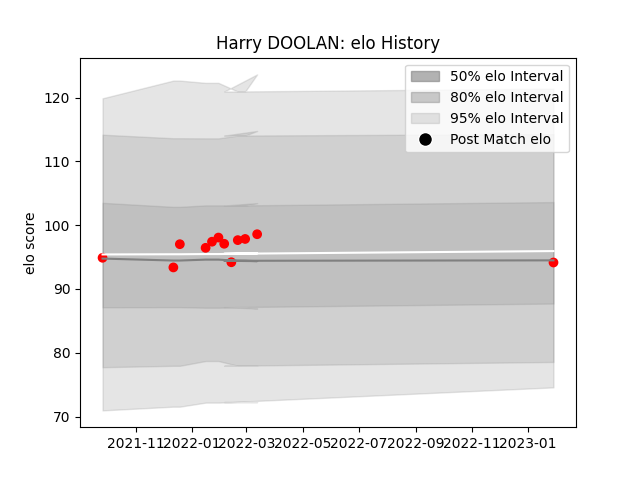 Harry DOOLAN: elo History
50% elo Interval
80% elo Interval
95% elo Interval
Post Match elo
elo score
120
110
100
90
80
70
2021-11 2022-01 2022-03 2022-05 2022-07 2022-09 2022-11 2023-01